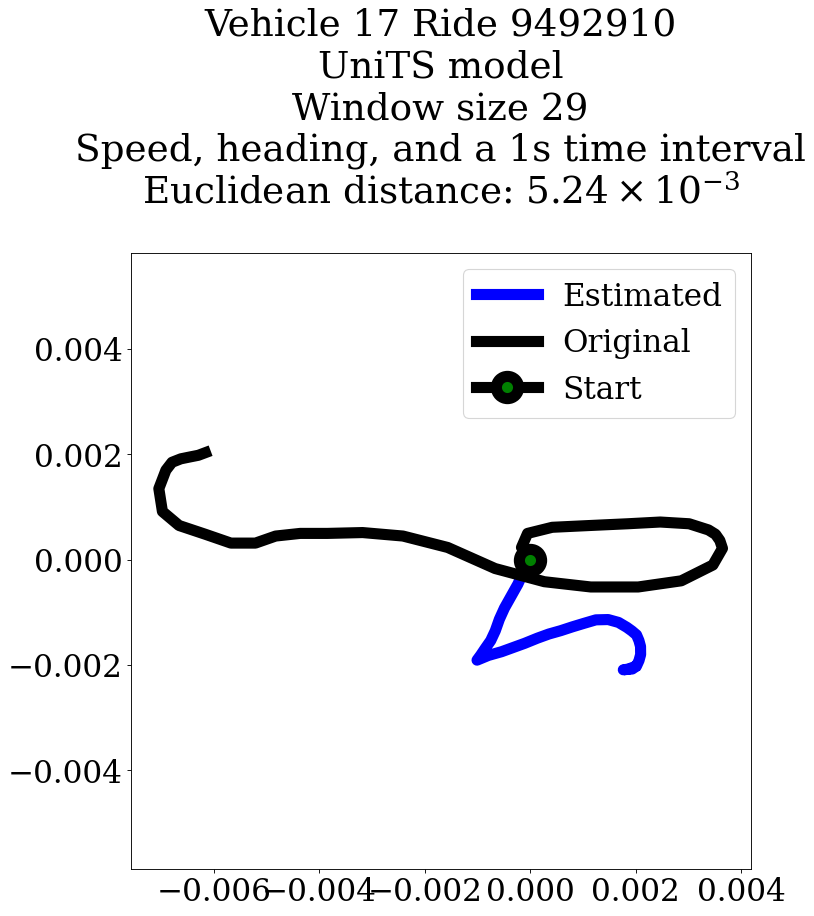 Vehicle 17 Ride 9492910
UniTS model
Window size 29
Speed, heading, and a 1s time interval
Euclidean distance: 5.24 × 10⁻³
Estimated
Original
Start
0.004
0.002
0.000
−0.002
−0.004
−0.006 −0.004 −0.002 0.000 0.002 0.004